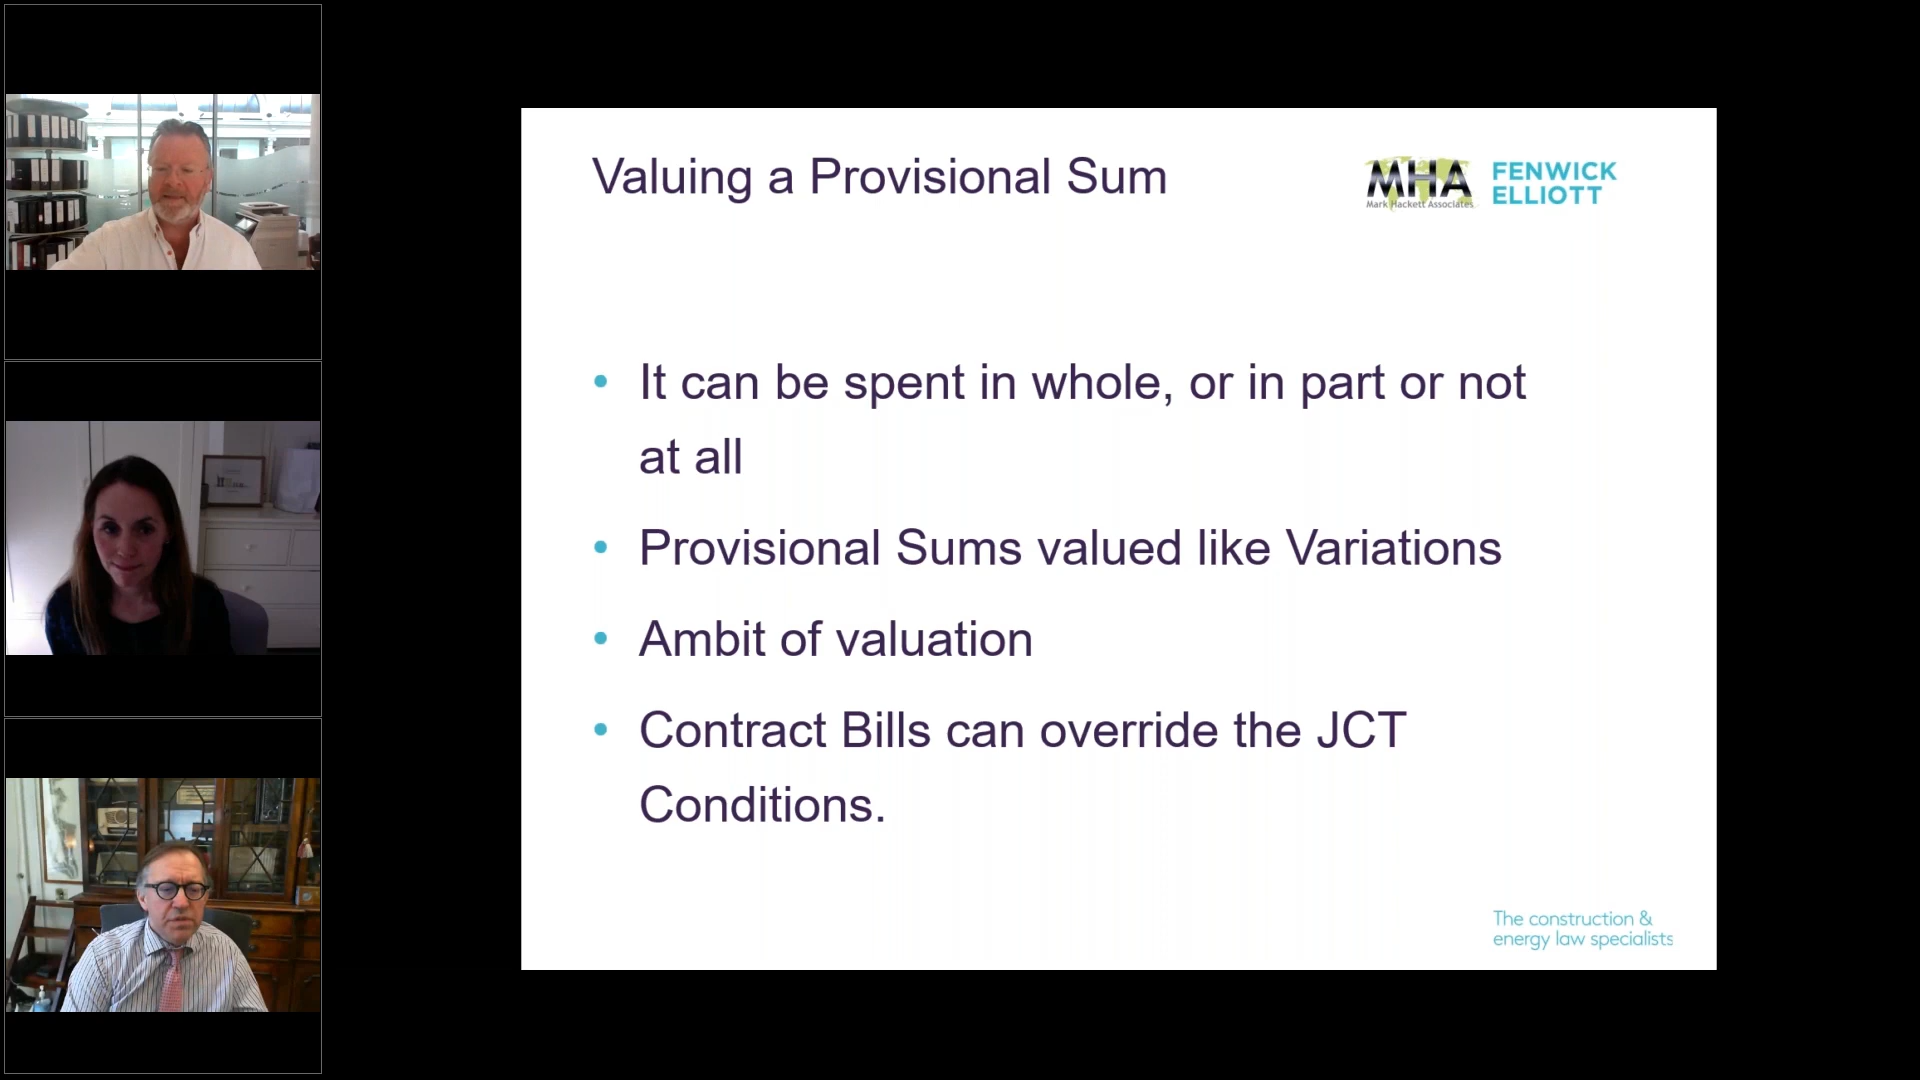 Valuing a Provisional Sum
MHA
Mark Hackett Associates
FENWICK
ELLIOTT
• It can be spent in whole, or in part or not
at all
• Provisional Sums valued like Variations
• Ambit of valuation
• Contract Bills can override the JCT
Conditions.
The construction &
energy law specialists